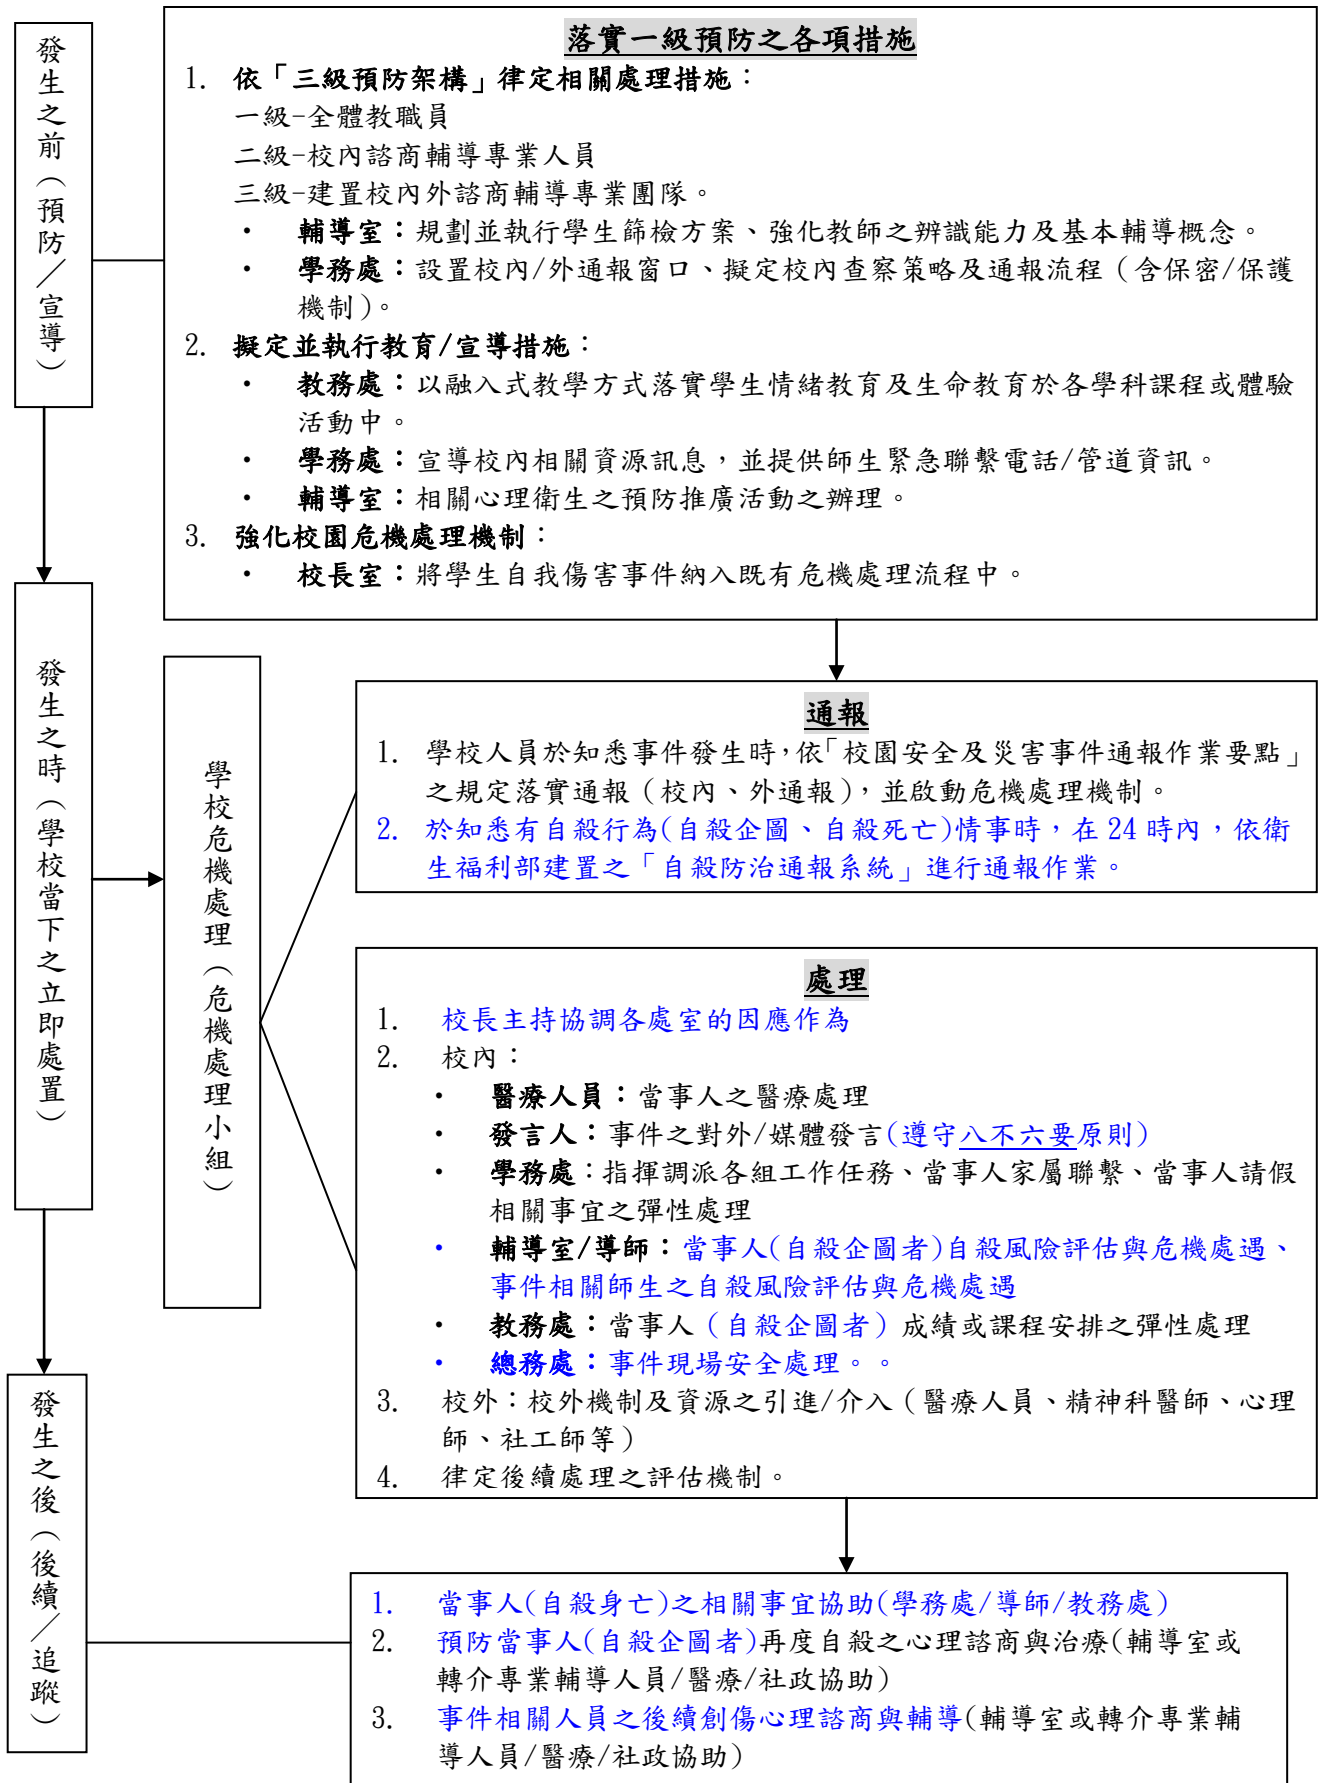 發生之前（預防／宣導）
落實一級預防之各項措施
1. 依「三級預防架構」律定相關處理措施：
一級-全體教職員
二級-校內諮商輔導專業人員
三級-建置校內外諮商輔導專業團隊。
• 輔導室：規劃並執行學生篩檢方案、強化教師之辨識能力及基本輔導概念。
• 學務處：設置校內/外通報窗口、擬定校內查察策略及通報流程（含保密/保護
機制）。
2. 擬定並執行教育/宣導措施：
• 教務處：以融入式教學方式落實學生情緒教育及生命教育於各學科課程或體驗
活動中。
• 學務處：宣導校內相關資源訊息，並提供師生緊急聯繫電話/管道資訊。
• 輔導室：相關心理衛生之預防推廣活動之辦理。
3. 強化校園危機處理機制：
• 校長室：將學生自我傷害事件納入既有危機處理流程中。
發生之時（學校當下之立即處置）
學校危機處理（危機處理小組）
通報
1. 學校人員於知悉事件發生時，依「校園安全及災害事件通報作業要點」
之規定落實通報（校內、外通報），並啟動危機處理機制。
2. 於知悉有自殺行為(自殺企圖、自殺死亡)情事時，在 24 時內，依衛
生福利部建置之「自殺防治通報系統」進行通報作業。
處理
1. 校長主持協調各處室的因應作為
2. 校內：
• 醫療人員：當事人之醫療處理
• 發言人：事件之對外/媒體發言(遵守八不六要原則)
• 學務處：指揮調派各組工作任務、當事人家屬聯繫、當事人請假
相關事宜之彈性處理
• 輔導室/導師：當事人(自殺企圖者)自殺風險評估與危機處遇、
事件相關師生之自殺風險評估與危機處遇
• 教務處：當事人（自殺企圖者）成績或課程安排之彈性處理
• 總務處：事件現場安全處理。。
3. 校外：校外機制及資源之引進/介入（醫療人員、精神科醫師、心理
師、社工師等）
4. 律定後續處理之評估機制。
發生之後（後續／追蹤）
1. 當事人(自殺身亡)之相關事宜協助(學務處/導師/教務處)
2. 預防當事人(自殺企圖者)再度自殺之心理諮商與治療(輔導室或
轉介專業輔導人員/醫療/社政協助)
3. 事件相關人員之後續創傷心理諮商與輔導(輔導室或轉介專業輔
導人員/醫療/社政協助)